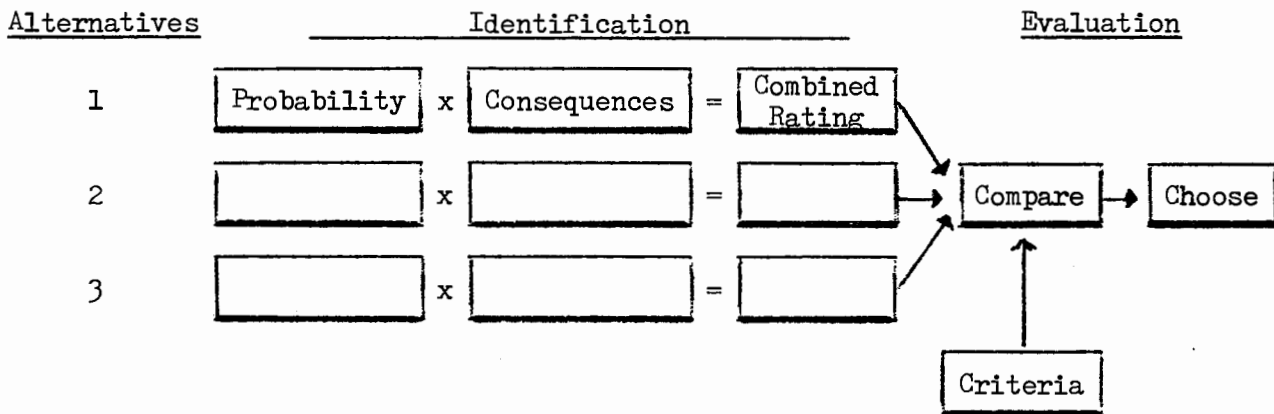 Alternatives Identification Evaluation
1 Probability x Consequences = Combined Rating
2 x = Compare Choose
3 x =
Criteria